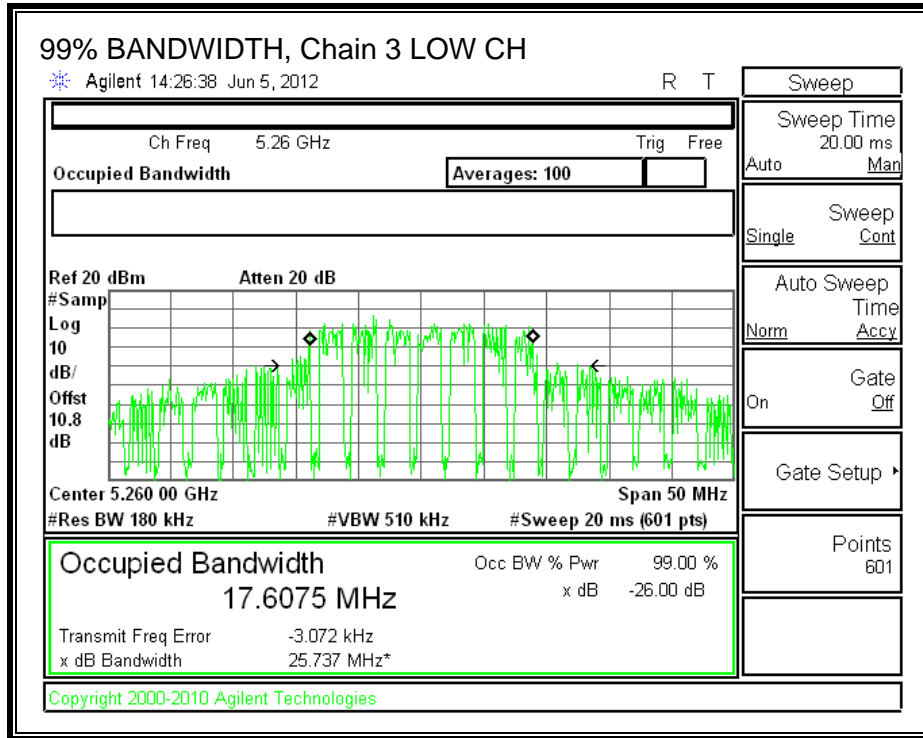 99% BANDWIDTH, Chain 3 LOW CH
Agilent 14:26:38 Jun 5, 2012 R T
Ch Freq 5.26 GHz Trig Free
Occupied Bandwidth Averages: 100
Ref 20 dBm Atten 20 dB
#Samp
Log
10
dB/
Offst
10.8
dB
Center 5.260 00 GHz Span 50 MHz
#Res BW 180 kHz #VBW 510 kHz #Sweep 20 ms (601 pts)
Occupied Bandwidth Occ BW % Pwr 99.00 %
17.6075 MHz x dB -26.00 dB
Transmit Freq Error -3.072 kHz
x dB Bandwidth 25.737 MHz*
Copyright 2000-2010 Agilent Technologies
Sweep
Sweep Time
20.00 ms
Auto Man
Sweep
Single Cont
Auto Sweep
Time
Norm Accy
Gate
On Off
Gate Setup
Points
601